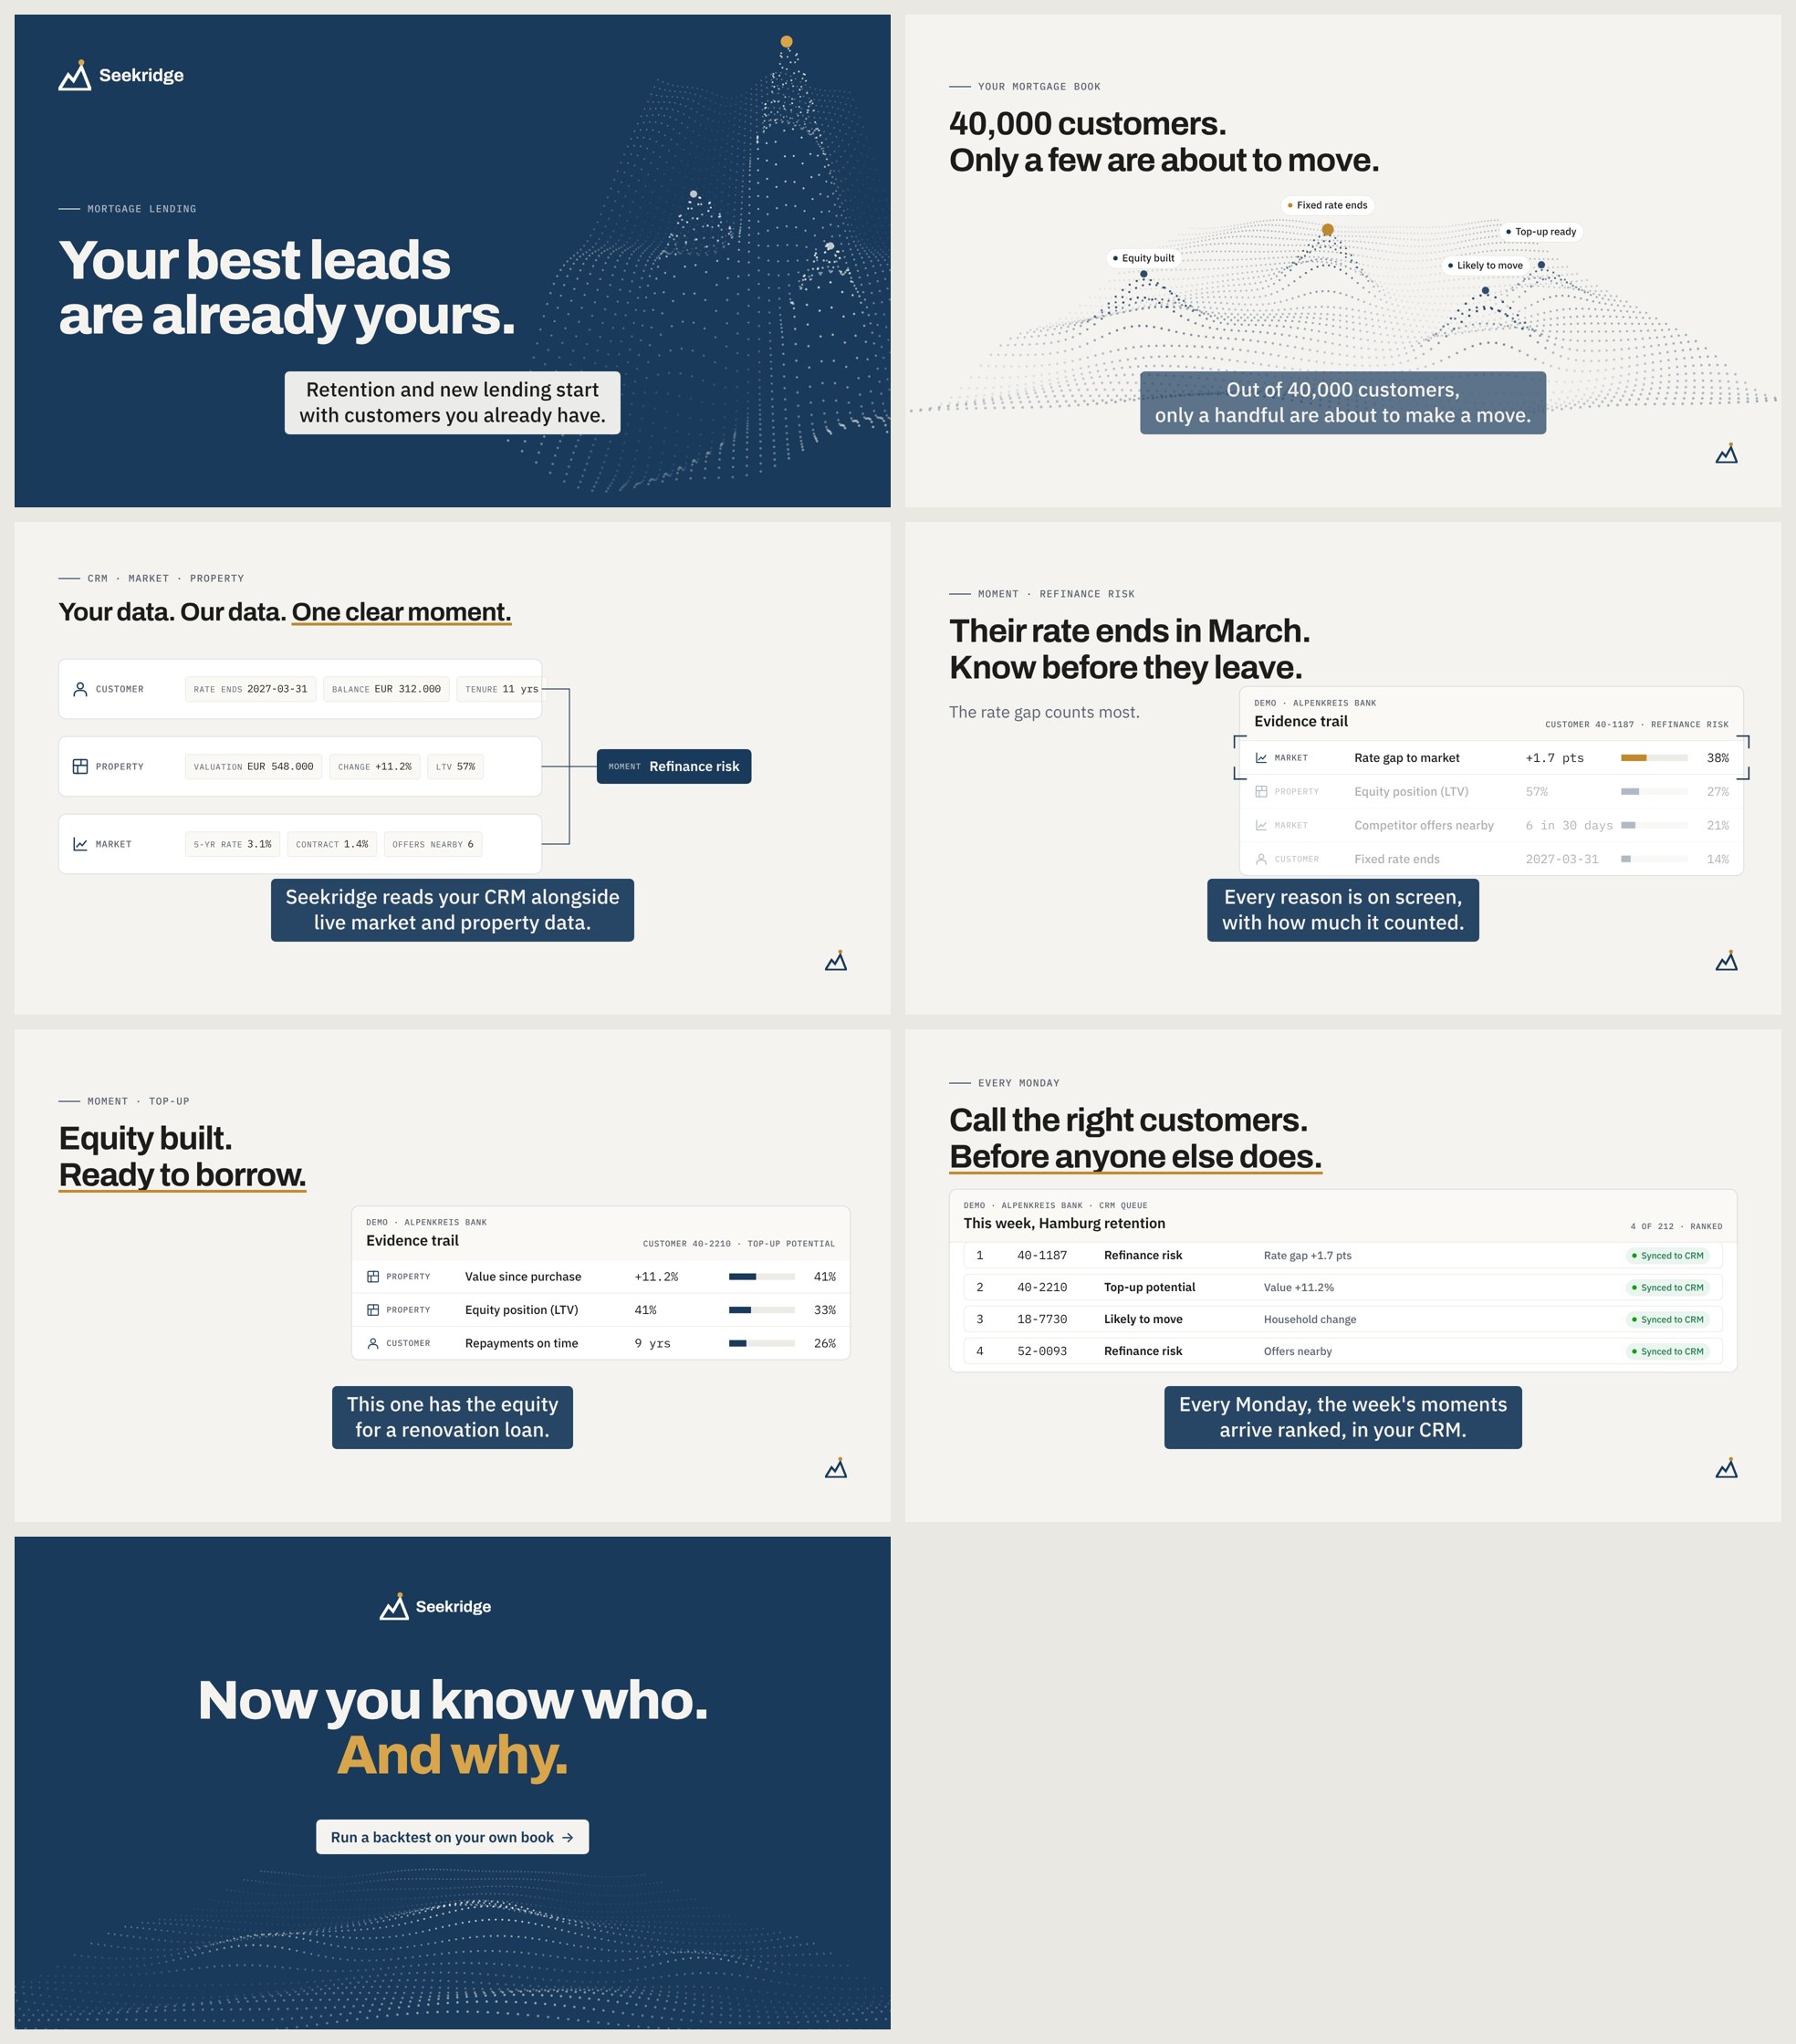 Seekridge
MORTGAGE LENDING
Your best leads
are already yours.
Retention and new lending start
with customers you already have.
YOUR MORTGAGE BOOK
40,000 customers.
Only a few are about to move.
Fixed rate ends
Top-up ready
Equity built
Likely to move
Out of 40,000 customers,
only a handful are about to make a move.
CRM · MARKET · PROPERTY
Your data. Our data. One clear moment.
CUSTOMER RATE ENDS 2027-03-31 BALANCE EUR 312.000 TENURE 11 yrs
PROPERTY VALUATION EUR 548.000 CHANGE +11.2% LTV 57%
MOMENT Refinance risk
MARKET 5-YR RATE 3.1% CONTRACT 1.4% OFFERS NEARBY 6
Seekridge reads your CRM alongside
live market and property data.
MOMENT · REFINANCE RISK
Their rate ends in March.
Know before they leave.
The rate gap counts most.
DEMO · ALPENKREIS BANK
Evidence trail CUSTOMER 40-1187 · REFINANCE RISK
MARKET Rate gap to market +1.7 pts 38%
PROPERTY Equity position (LTV) 57% 27%
MARKET Competitor offers nearby 6 in 30 days 21%
CUSTOMER Fixed rate ends 2027-03-31 14%
Every reason is on screen,
with how much it counted.
MOMENT · TOP-UP
Equity built.
Ready to borrow.
DEMO · ALPENKREIS BANK
Evidence trail CUSTOMER 40-2210 · TOP-UP POTENTIAL
PROPERTY Value since purchase +11.2% 41%
PROPERTY Equity position (LTV) 41% 33%
CUSTOMER Repayments on time 9 yrs 26%
This one has the equity
for a renovation loan.
EVERY MONDAY
Call the right customers.
Before anyone else does.
DEMO · ALPENKREIS BANK · CRM QUEUE
This week, Hamburg retention 4 OF 212 · RANKED
1 40-1187 Refinance risk Rate gap +1.7 pts Synced to CRM
2 40-2210 Top-up potential Value +11.2% Synced to CRM
3 18-7730 Likely to move Household change Synced to CRM
4 52-0093 Refinance risk Offers nearby Synced to CRM
Every Monday, the week's moments
arrive ranked, in your CRM.
Seekridge
Now you know who.
And why.
Run a backtest on your own book →